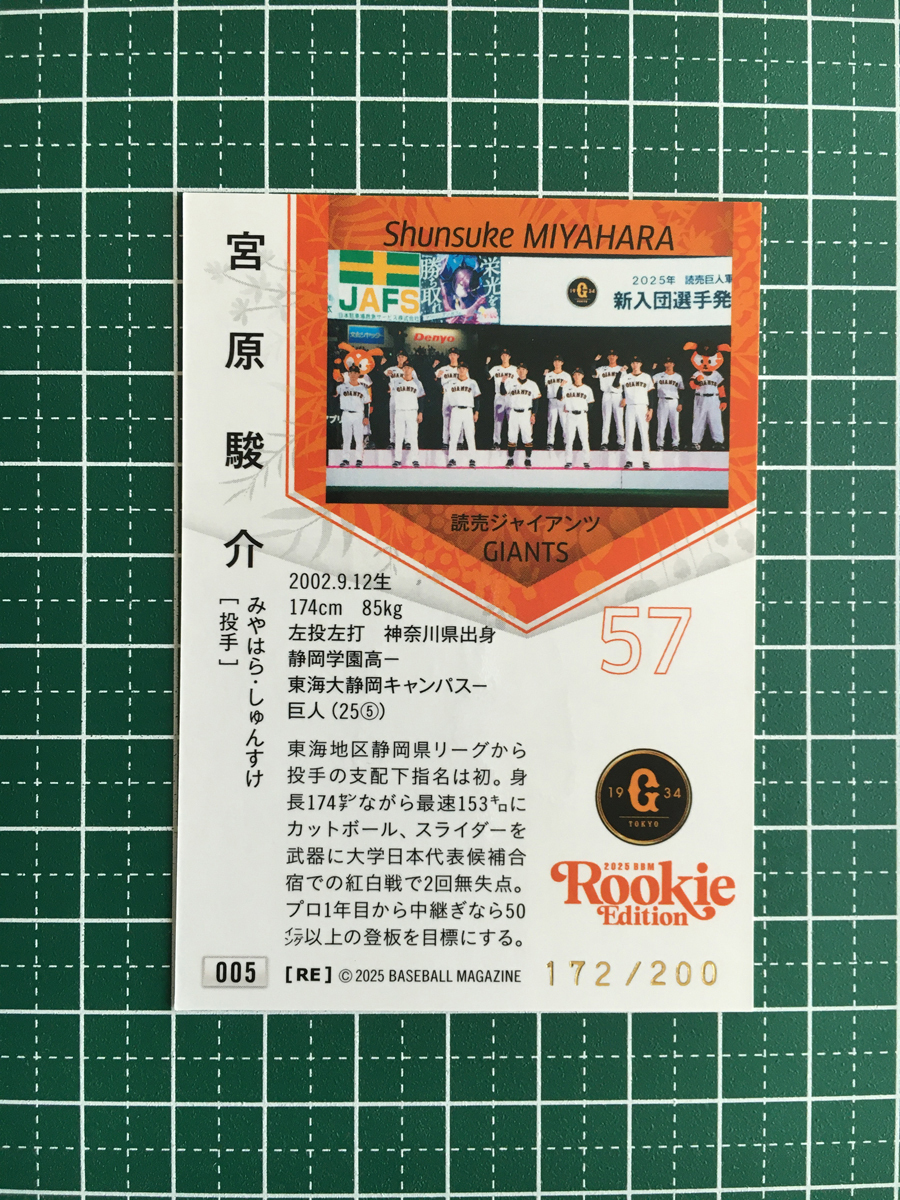 宮原駿介
みやはら・しゅんすけ
［投手］
Shunsuke MIYAHARA
JAFS
勝ち取れ
栄光を
1934
G
2025年 読売巨人軍
新入団選手発
Denyo
GIANTS
読売ジャイアンツ
GIANTS
2002.9.12生
174cm 85kg
左投左打 神奈川県出身
静岡学園高ー
東海大静岡キャンパスー
巨人（25⑤）
57
東海地区静岡県リーグから
投手の支配下指名は初。身
長174㌢ながら最速153㌔に
カットボール、スライダーを
武器に大学日本代表候補合
宿での紅白戦で2回無失点。
プロ1年目から中継ぎなら50
イニング以上の登板を目標にする。
19 G 34
TOKYO
2025 BBM
Rookie
Edition
005
[RE] © 2025 BASEBALL MAGAZINE
172/200